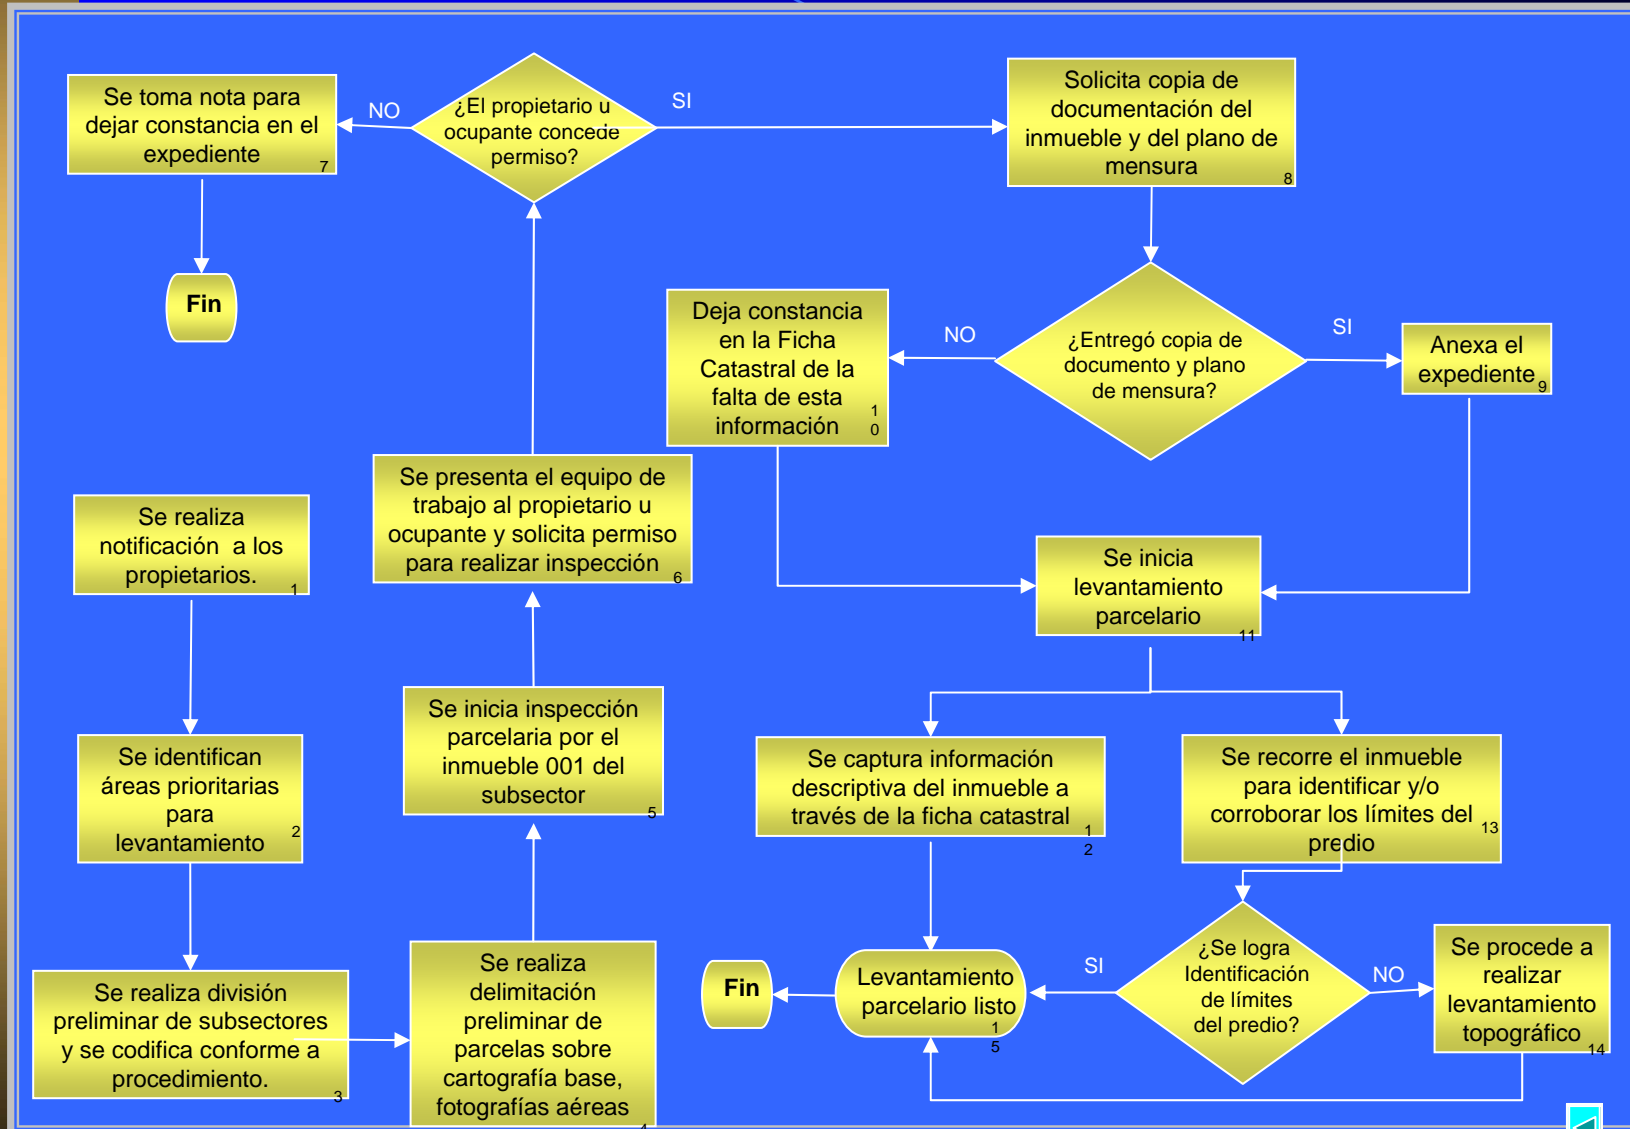 Se toma nota para
dejar constancia en el
expediente
7
NO
¿El propietario u
ocupante concede
permiso?
SI
Solicita copia de
documentación del
inmueble y del plano de
mensura
8
Fin
Deja constancia
en la Ficha
Catastral de la
falta de esta
información
1
0
NO
¿Entregó copia de
documento y plano
de mensura?
SI
Anexa el
expediente
9
Se realiza
notificación a los
propietarios.
1
Se presenta el equipo de
trabajo al propietario u
ocupante y solicita permiso
para realizar inspección
6
Se inicia
levantamiento
parcelario
11
Se identifican
áreas prioritarias
para
levantamiento
2
Se inicia inspección
parcelaria por el
inmueble 001 del
subsector
5
Se captura información
descriptiva del inmueble a
través de la ficha catastral
1
2
Se recorre el inmueble
para identificar y/o
corroborar los límites del
predio
13
Se realiza división
preliminar de subsectores
y se codifica conforme a
procedimiento.
3
Se realiza
delimitación
preliminar de
parcelas sobre
cartografía base,
fotografías aéreas
4
Fin
Levantamiento
parcelario listo
1
5
SI
¿Se logra
Identificación
de límites
del predio?
NO
Se procede a
realizar
levantamiento
topográfico
14